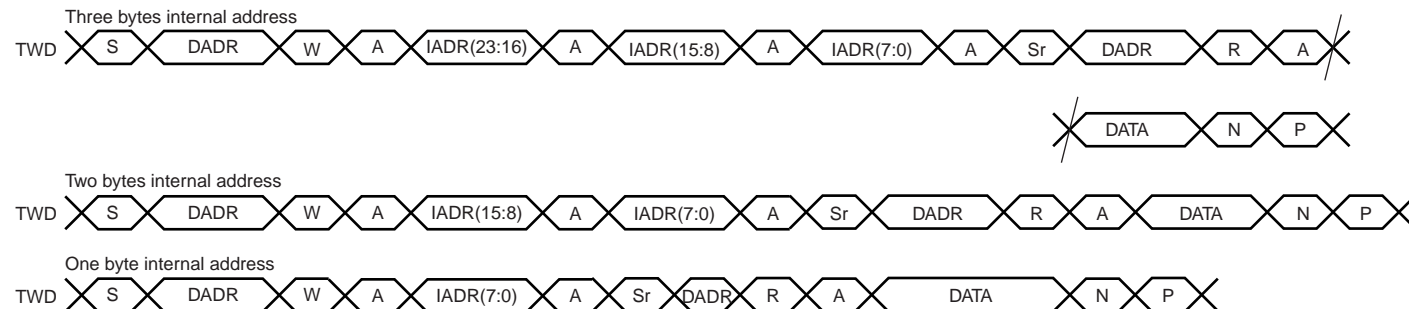 Three bytes internal address
TWD S DADR W A IADR(23:16) A IADR(15:8) A IADR(7:0) A Sr DADR R A
DATA N P
Two bytes internal address
TWD S DADR W A IADR(15:8) A IADR(7:0) A Sr DADR R A DATA N P
One byte internal address
TWD S DADR W A IADR(7:0) A Sr DADR R A DATA N P